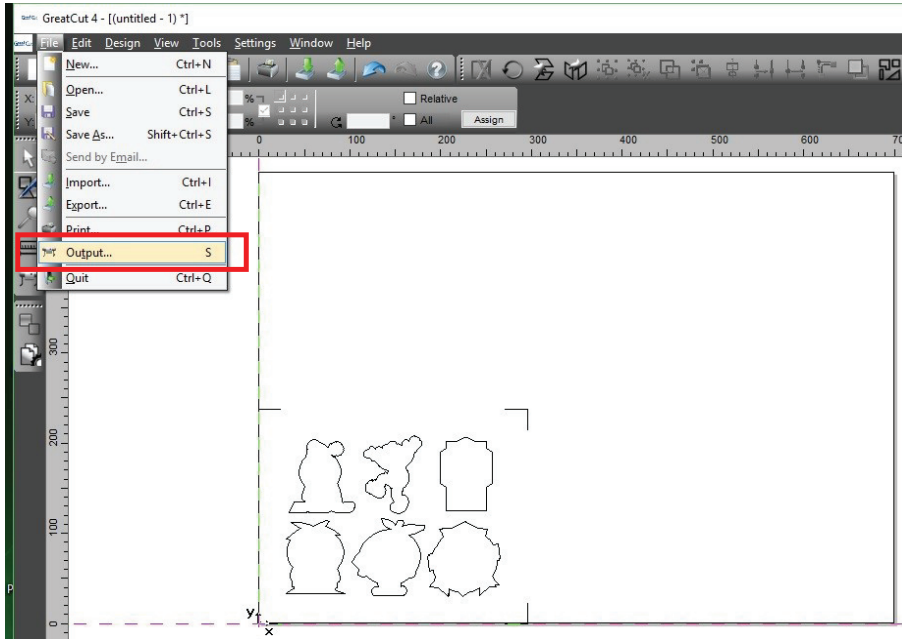 GreatCut 4 - [(untitled - 1) *]
File Edit Design View Tools Settings Window Help
New... Ctrl+N
Open... Ctrl+L
Save Ctrl+S
Save As... Shift+Ctrl+S
Send by Email...
Import... Ctrl+I
Export... Ctrl+E
Print... Ctrl+P
Output... S
Quit Ctrl+Q
X:
Y:
%
%
°
Relative
All
Assign
0 100 200 300 400 500 600 70
300
200
100
0
Y
X
P